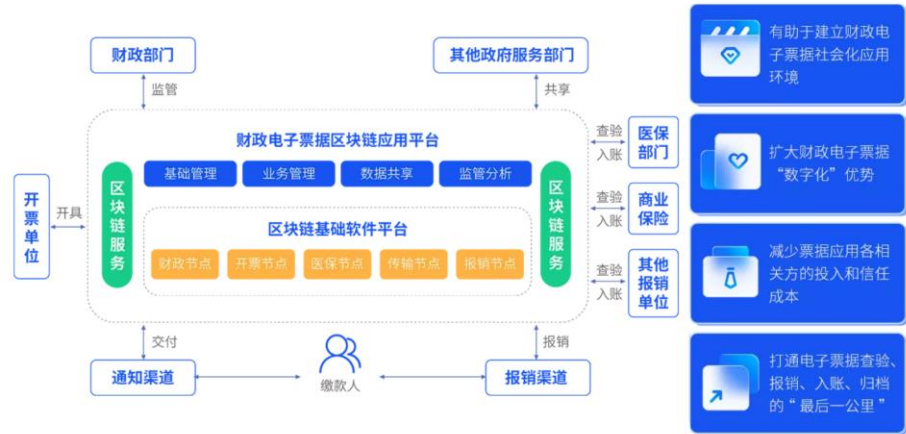 财政部门
其他政府服务部门
监管
共享
财政电子票据区块链应用平台
基础管理
业务管理
数据共享
监管分析
区块链服务
区块链服务
区块链基础软件平台
财政节点
开票节点
医保节点
传输节点
报销节点
开票单位
开具
查验
入账
医保
部门
查验
入账
商业
保险
查验
入账
其他
报销
单位
交付
报销
通知渠道
缴款人
报销渠道
有助于建立财政电
子票据社会化应用
环境
扩大财政电子票据
“数字化”优势
减少票据应用各相
关方的投入和信任
成本
打通电子票据查验、
报销、入账、归档
的“最后一公里”